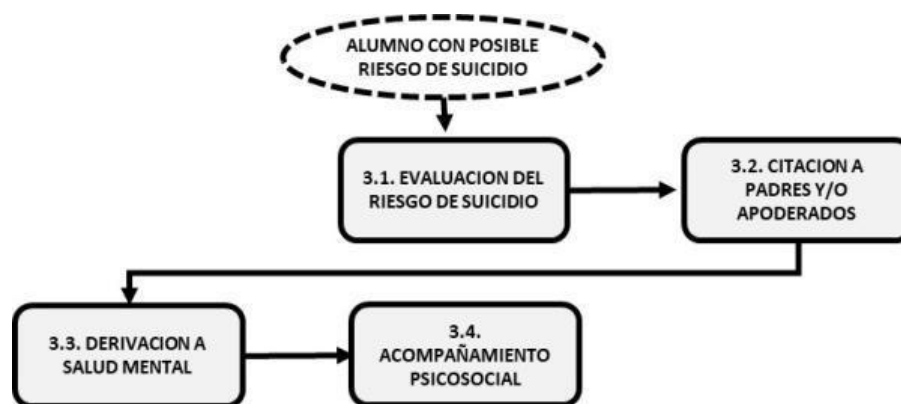 ALUMNO CON POSIBLE
RIESGO DE SUICIDIO
3.1. EVALUACION DEL
RIESGO DE SUICIDIO
3.2. CITACION A
PADRES Y/O
APODERADOS
3.3. DERIVACION A
SALUD MENTAL
3.4.
ACOMPAÑAMIENTO
PSICOSOCIAL